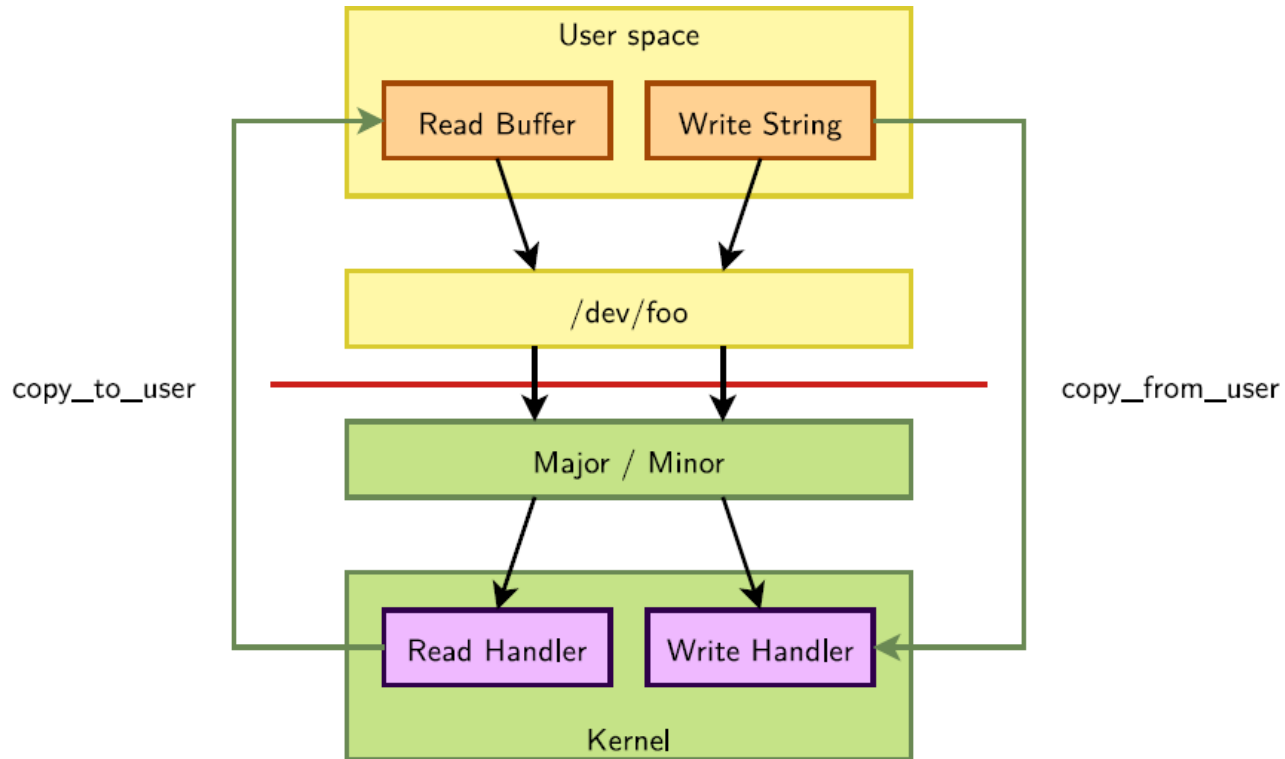 User space
Read Buffer
Write String
/dev/foo
copy_to_user
copy_from_user
Major / Minor
Read Handler
Write Handler
Kernel